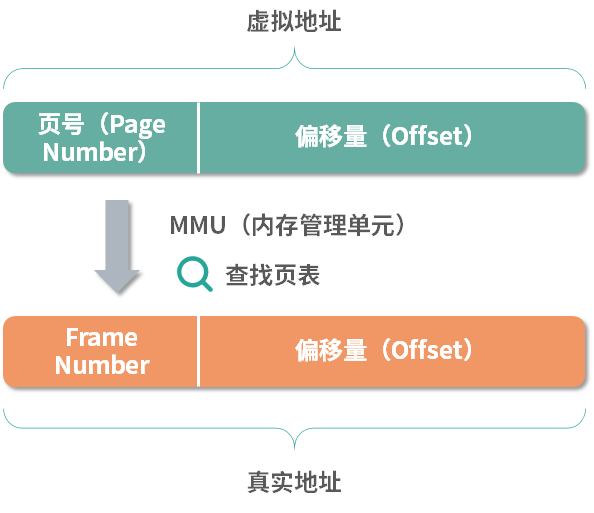 虚拟地址
页号（Page
Number）
偏移量（Offset）
MMU（内存管理单元）
查找页表
Frame
Number
偏移量（Offset）
真实地址